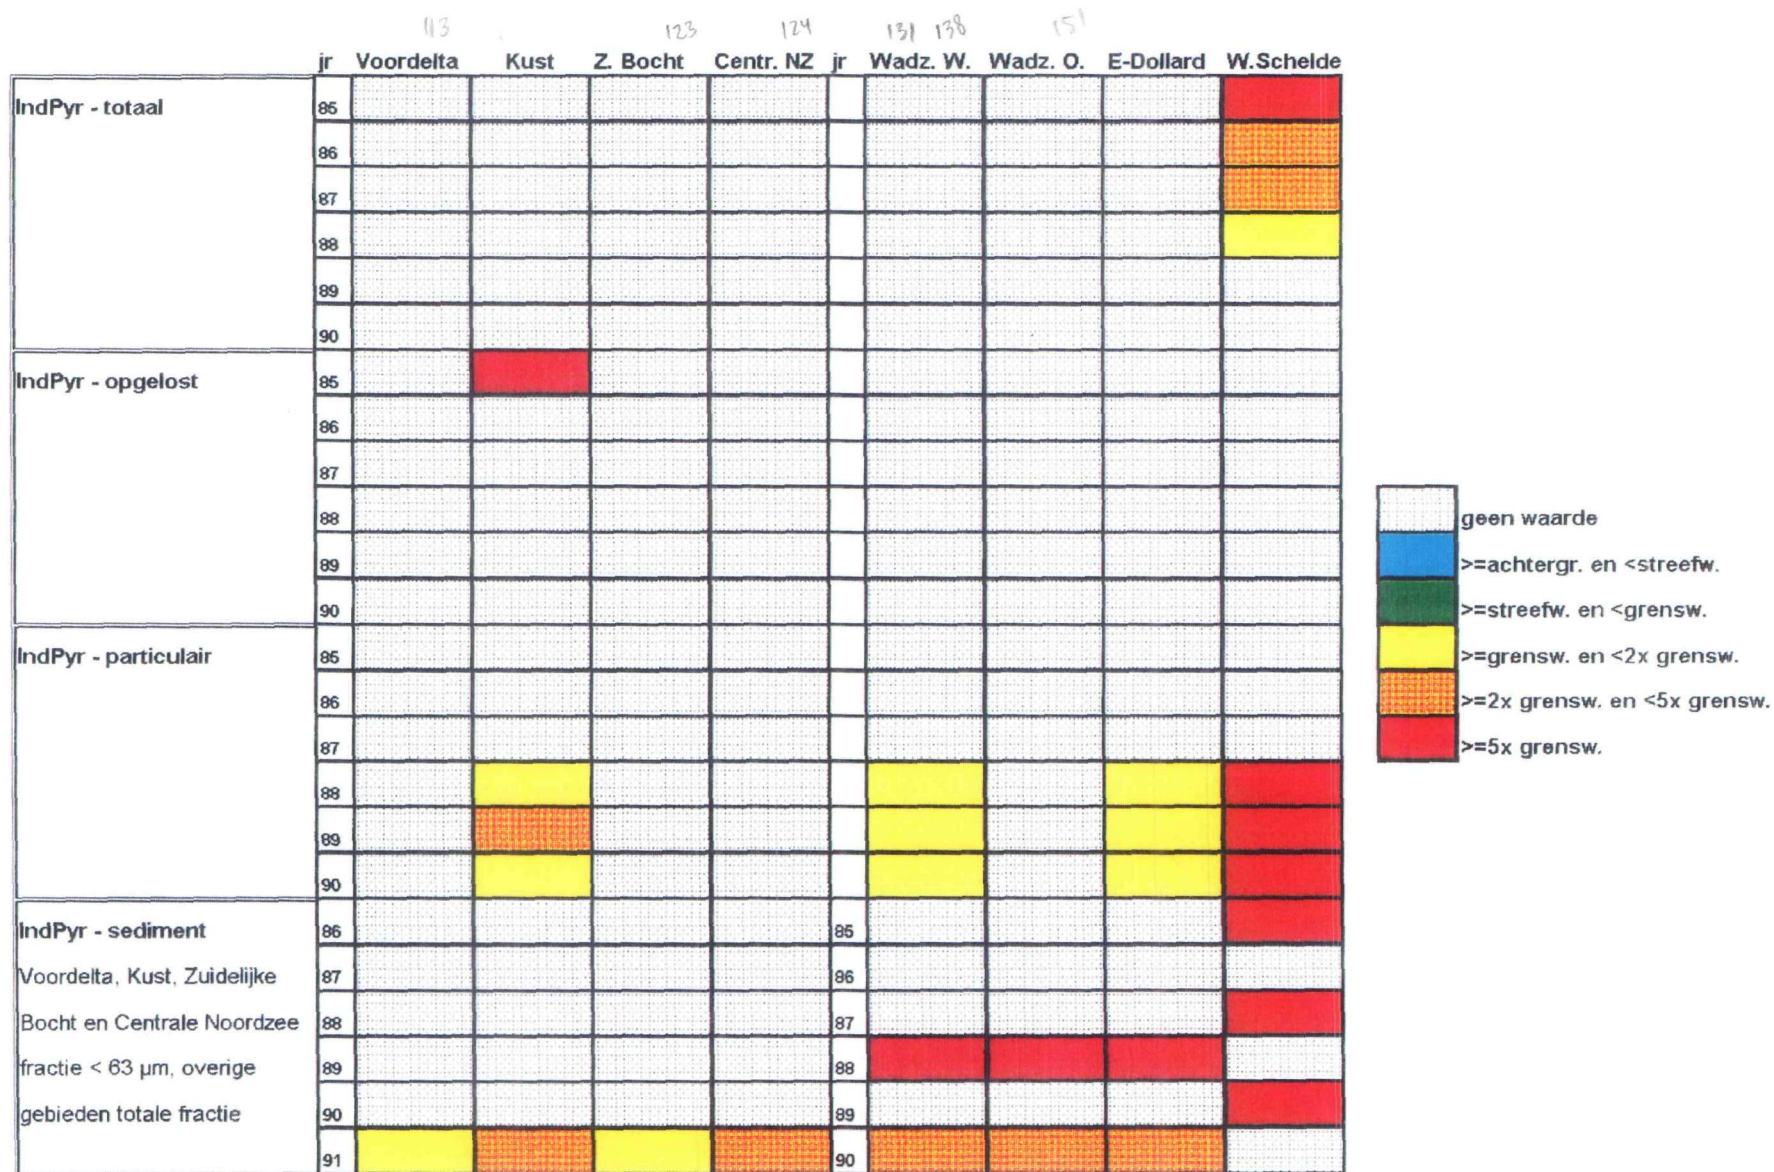 113 123 124 131 138 151
jr Voordelta Kust Z. Bocht Centr. NZ jr Wadz. W. Wadz. O. E-Dollard W.Schelde
IndPyr - totaal 85
86
87
88
89
90
IndPyr - opgelost 85
86
87
88
89
90
IndPyr - particulair 85
86
87
88
89
90
IndPyr - sediment 86 85
Voordelta, Kust, Zuidelijke 87 86
Bocht en Centrale Noordzee 88 87
fractie < 63 µm, overige 89 88
gebieden totale fractie 90 89
91 90
geen waarde
>=achtergr. en <streefw.
>=streefw. en <grensw.
>=grensw. en <2x grensw.
>=2x grensw. en <5x grensw.
>=5x grensw.